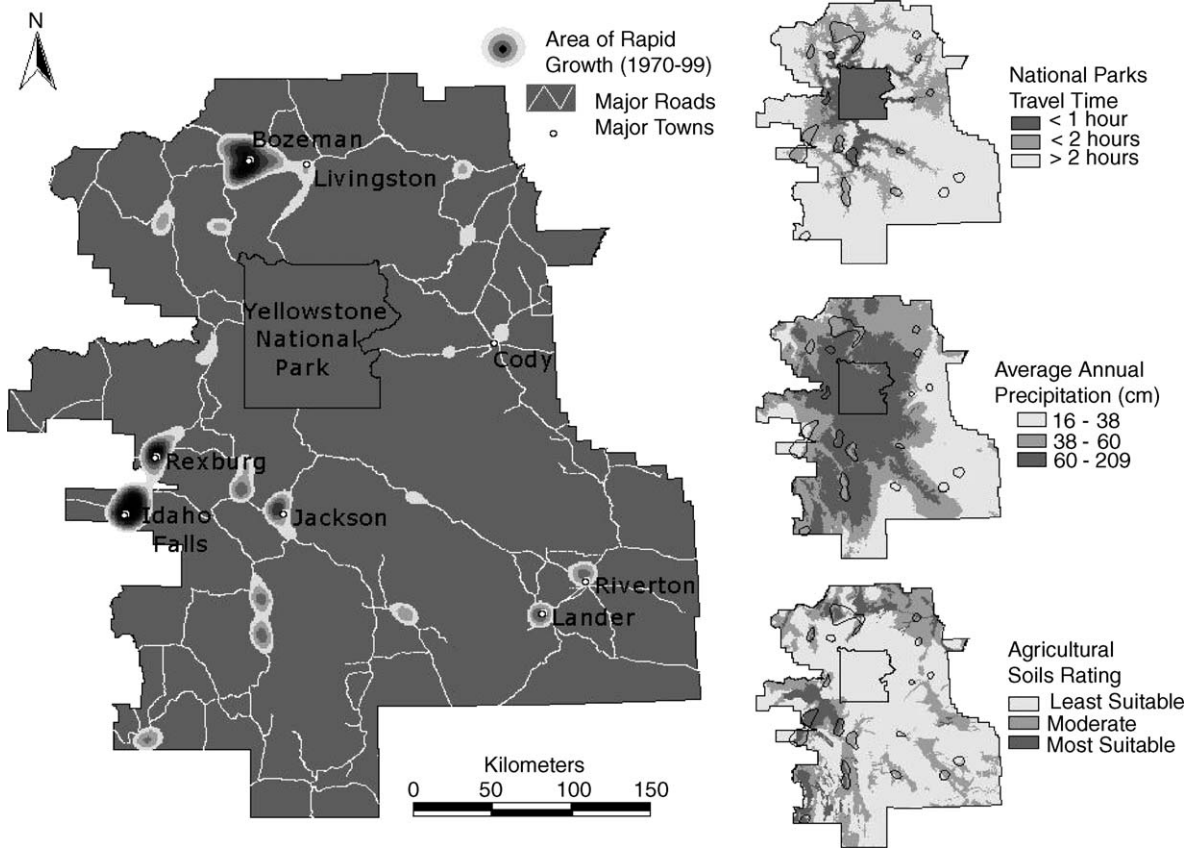 N
Area of Rapid
Growth (1970-99)
Major Roads
Major Towns
Bozeman
Livingston
Yellowstone
National
Park
Cody
Rexburg
Idaho
Falls
Jackson
Riverton
Lander
Kilometers
0 50 100 150
National Parks
Travel Time
< 1 hour
< 2 hours
> 2 hours
Average Annual
Precipitation (cm)
16 - 38
38 - 60
60 - 209
Agricultural
Soils Rating
Least Suitable
Moderate
Most Suitable